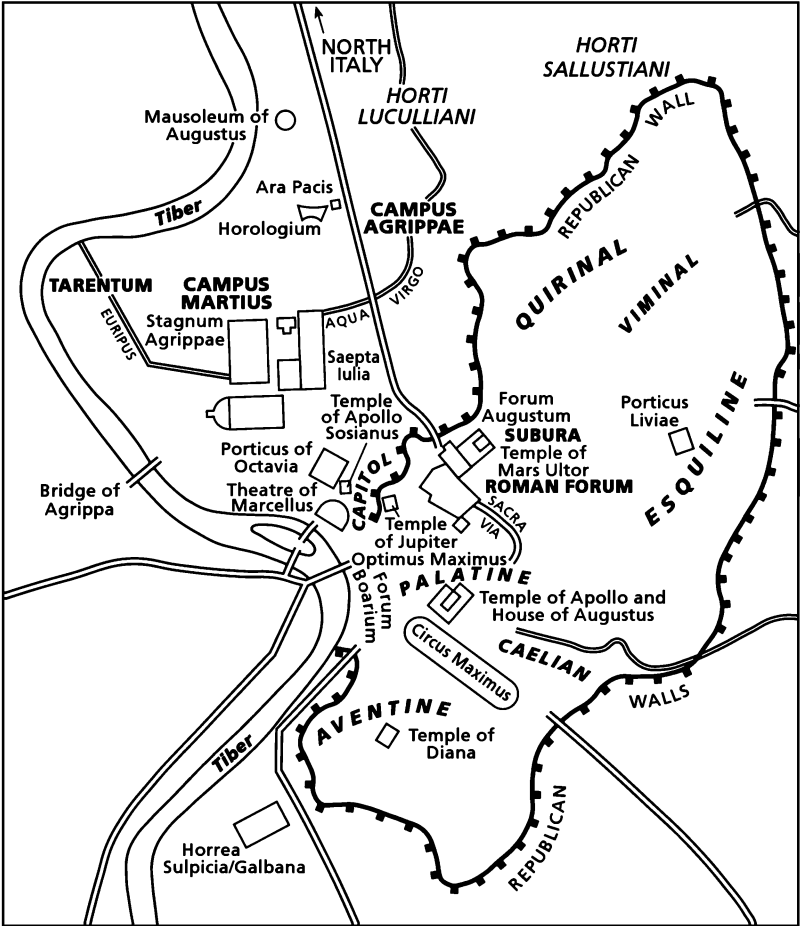 NORTH
ITALY
HORTI
SALLUSTIANI
HORTI
LUCULLIANI
WALL
REPUBLICAN
Mausoleum of
Augustus
Tiber
Ara Pacis
Horologium
CAMPUS
AGRIPPAE
QUIRINAL
VIMINAL
TARENTUM
CAMPUS
MARTIUS
EURIPUS
Stagnum
Agrippae
AQUA
VIRGO
Saepta
Iulia
Temple
of Apollo
Sosianus
Forum
Augustum
SUBURA
Temple of
Mars Ultor
ROMAN FORUM
Porticus
Liviae
ESQUILINE
Porticus of
Octavia
Theatre of
Marcellus
CAPITOL
Bridge of
Agrippa
SACRA
VIA
Temple
of Jupiter
Optimus Maximus
Forum
Boarium
PALATINE
Temple of Apollo and
House of Augustus
Circus Maximus
CAELIAN
WALLS
AVENTINE
Temple of
Diana
Tiber
REPUBLICAN
Horrea
Sulpicia/Galbana